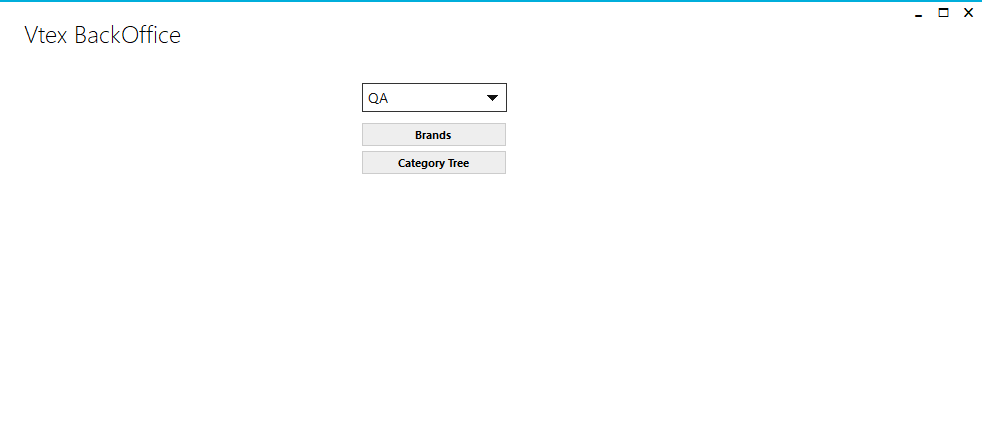 Vtex BackOffice
QA
Brands
Category Tree